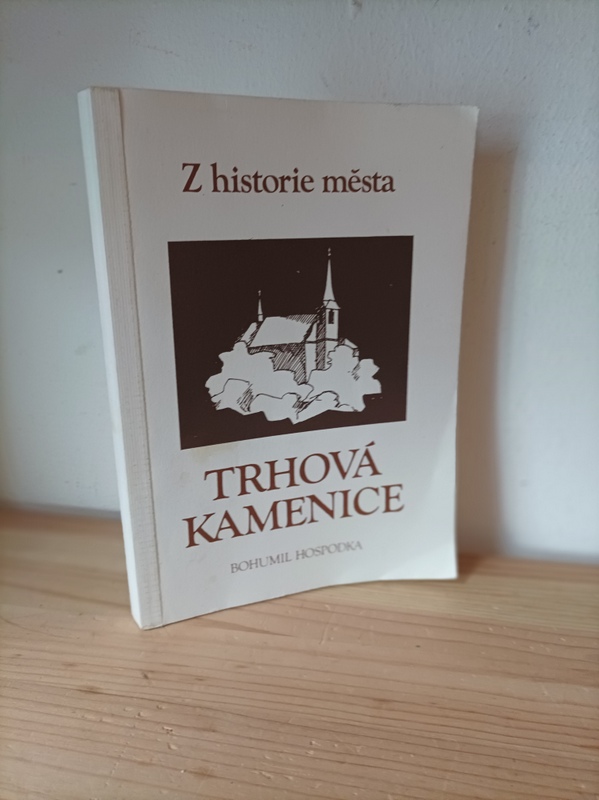 Z historie města
TRHOVÁ
KAMENICE
BOHUMIL HOSPODKA